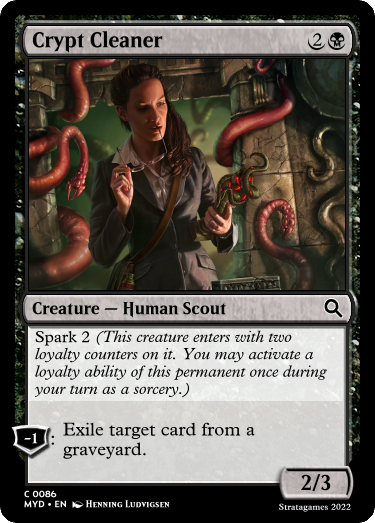 Crypt Cleaner 2
Creature — Human Scout
Spark 2 (This creature enters with two
loyalty counters on it. You may activate a
loyalty ability of this permanent once during
your turn as a sorcery.)
-1: Exile target card from a
graveyard.
2/3
C 0086
MYD • EN Henning Ludvigsen
Stratagames 2022